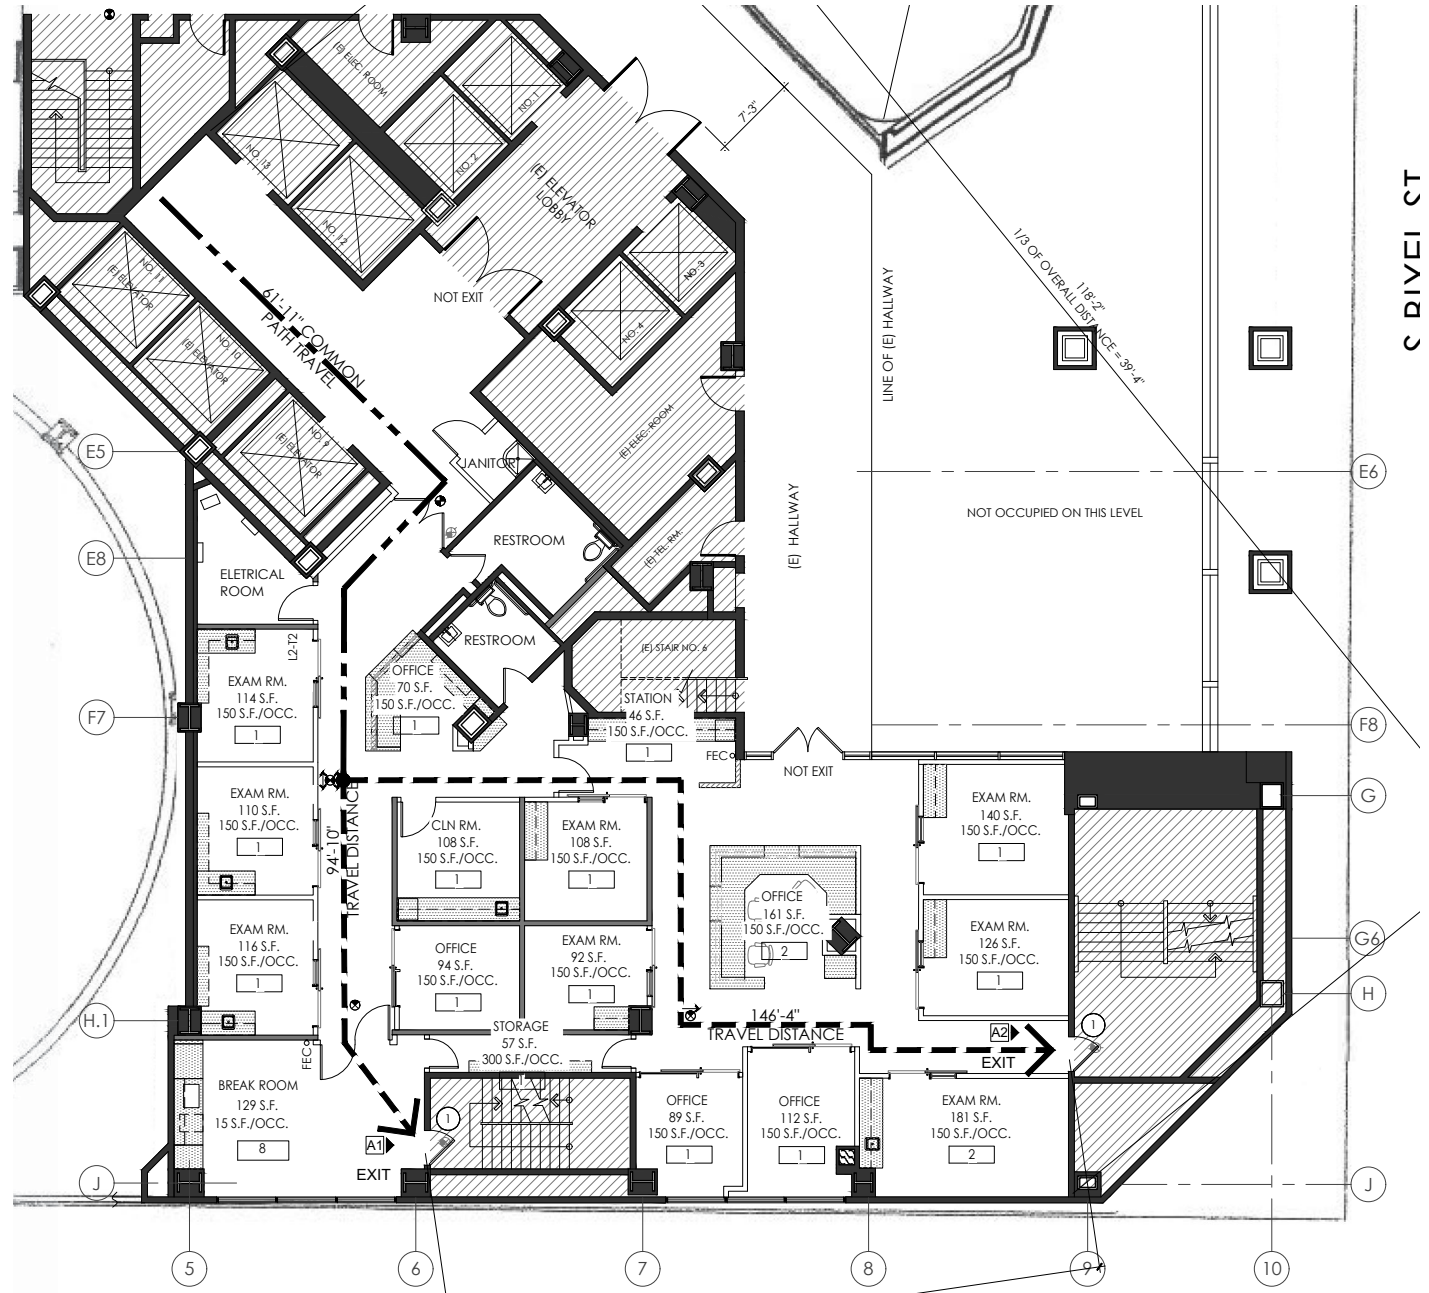 (E) ELEC. ROOM
NO. 1
NO. 2
NO. 13
NO. 12
(E) ELEVATOR
LOBBY
7'-3"
NO. 3
NO. 4
NOT EXIT
NO. 11
(E) ELEVATOR
NO. 10
(E) ELEVATOR
NO. 9
(E) ELEVATOR
61'-11" COMMON
PATH TRAVEL
LINE OF (E) HALLWAY
118'-2"
1/3 OF OVERALL DISTANCE = 39'-4"
(E) ELEC. ROOM
JANITOR
E5
E6
(E) HALLWAY
NOT OCCUPIED ON THIS LEVEL
RESTROOM
(E) TEL. RM.
E8
ELETRICAL
ROOM
RESTROOM
(E) STAIR NO. 6
L2-T2
EXAM RM.
114 S.F.
150 S.F./OCC.
1
OFFICE
70 S.F.
150 S.F./OCC.
1
STATION
46 S.F.
150 S.F./OCC.
1
FEC
F7
F8
NOT EXIT
EXAM RM.
110 S.F.
150 S.F./OCC.
1
94'-10"
TRAVEL DISTANCE
CLN RM.
108 S.F.
150 S.F./OCC.
1
EXAM RM.
108 S.F.
150 S.F./OCC.
1
EXAM RM.
140 S.F.
150 S.F./OCC.
1
G
OFFICE
161 S.F.
150 S.F./OCC.
2
EXAM RM.
116 S.F.
150 S.F./OCC.
1
OFFICE
94 S.F.
150 S.F./OCC.
1
EXAM RM.
92 S.F.
150 S.F./OCC.
1
EXAM RM.
126 S.F.
150 S.F./OCC.
1
G6
H
H.1
146'-4"
TRAVEL DISTANCE
A2
EXIT
1
STORAGE
57 S.F.
300 S.F./OCC.
1
FEC
BREAK ROOM
129 S.F.
15 S.F./OCC.
8
A1
EXIT
1
OFFICE
89 S.F.
150 S.F./OCC.
1
OFFICE
112 S.F.
150 S.F./OCC.
1
EXAM RM.
181 S.F.
150 S.F./OCC.
2
J
J
5
6
7
8
9
10